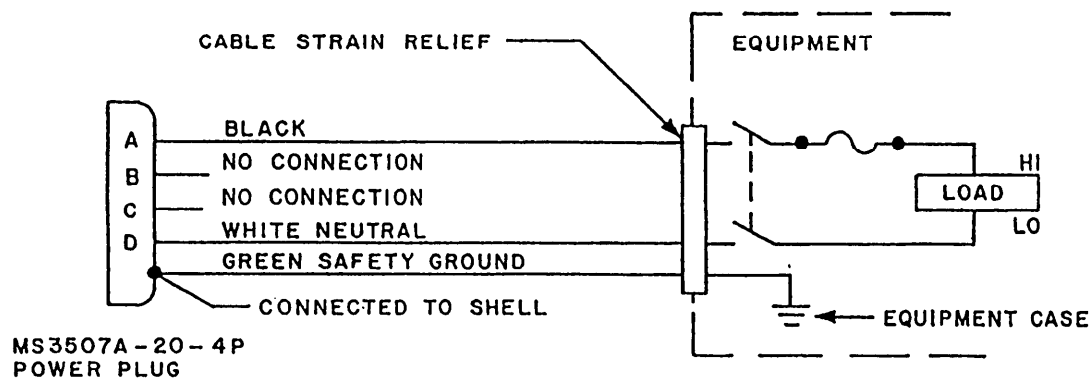 CABLE STRAIN RELIEF
EQUIPMENT
A
BLACK
B
NO CONNECTION
C
NO CONNECTION
D
WHITE NEUTRAL
GREEN SAFETY GROUND
CONNECTED TO SHELL
HI
LOAD
LO
EQUIPMENT CASE
MS3507A-20-4P
POWER PLUG